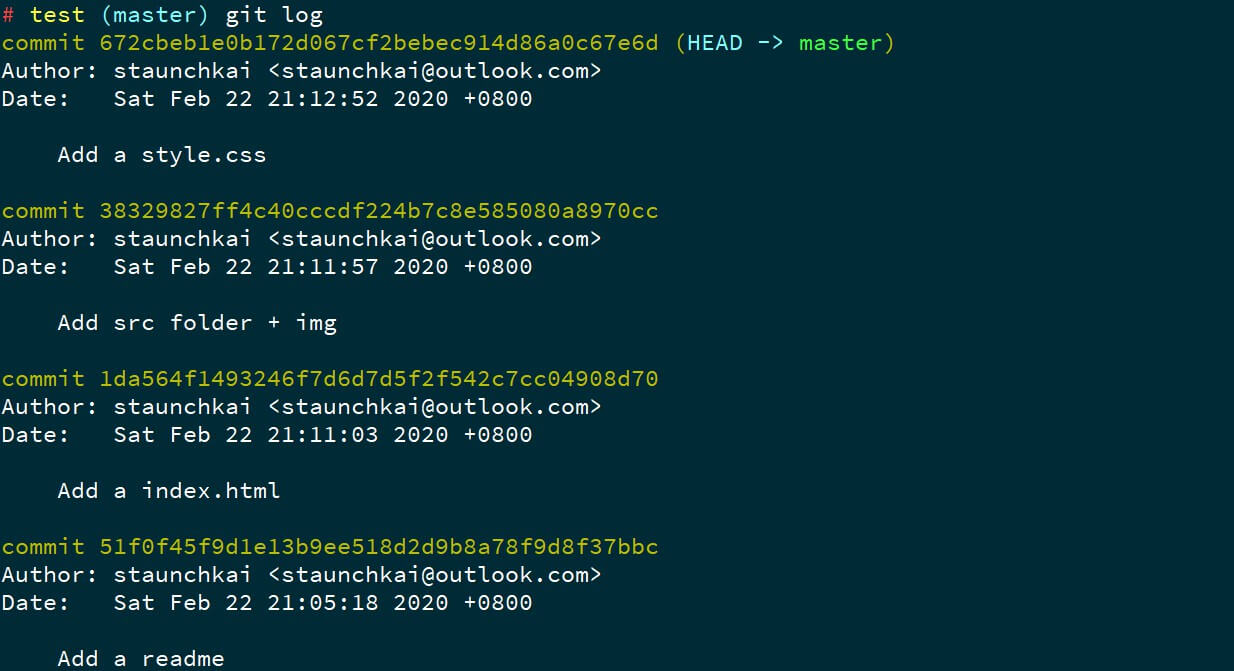 # test (master) git log
commit 672cbeb1e0b172d067cf2bebec914d86a0c67e6d (HEAD -> master)
Author: staunchkai <staunchkai@outlook.com>
Date:   Sat Feb 22 21:12:52 2020 +0800

    Add a style.css

commit 38329827ff4c40cccdf224b7c8e585080a8970cc
Author: staunchkai <staunchkai@outlook.com>
Date:   Sat Feb 22 21:11:57 2020 +0800

    Add src folder + img

commit 1da564f1493246f7d6d7d5f2f542c7cc04908d70
Author: staunchkai <staunchkai@outlook.com>
Date:   Sat Feb 22 21:11:03 2020 +0800

    Add a index.html

commit 51f0f45f9d1e13b9ee518d2d9b8a78f9d8f37bbc
Author: staunchkai <staunchkai@outlook.com>
Date:   Sat Feb 22 21:05:18 2020 +0800

    Add a readme